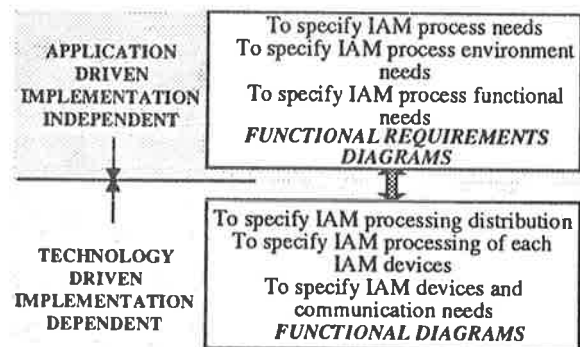 APPLICATION
DRIVEN
IMPLEMENTATION
INDEPENDENT
To specify IAM process needs
To specify IAM process environment
needs
To specify IAM process functional
needs
FUNCTIONAL REQUIREMENTS
DIAGRAMS
TECHNOLOGY
DRIVEN
IMPLEMENTATION
DEPENDENT
To specify IAM processing distribution
To specify IAM processing of each
IAM devices
To specify IAM devices and
communication needs
FUNCTIONAL DIAGRAMS